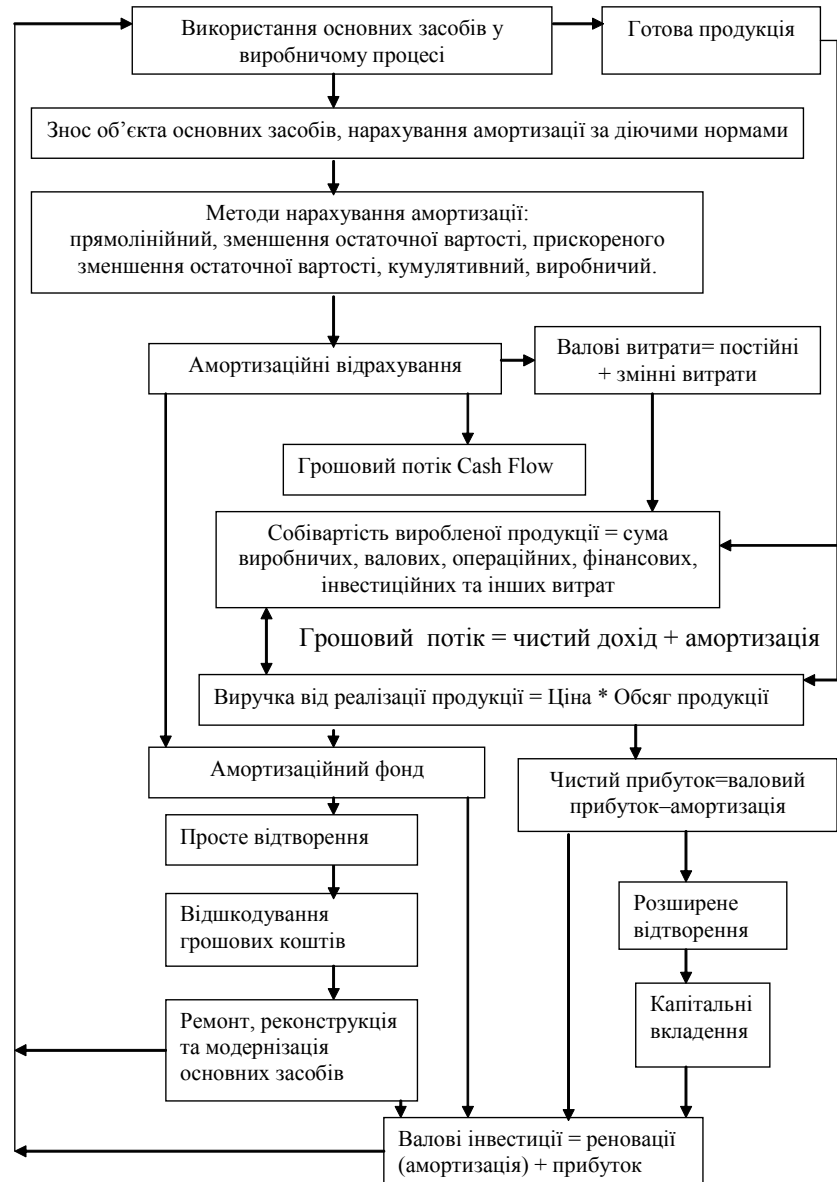 Використання основних засобів у
виробничому процесі
Готова продукція
Знос об’єкта основних засобів, нарахування амортизації за діючими нормами
Методи нарахування амортизації:
прямолінійний, зменшення остаточної вартості, прискореного
зменшення остаточної вартості, кумулятивний, виробничий.
Амортизаційні відрахування
Валові витрати= постійні
+ змінні витрати
Грошовий потік Cash Flow
Собівартість виробленої продукції = сума
виробничих, валових, операційних, фінансових,
інвестиційних та інших витрат
Грошовий потік = чистий дохід + амортизація
Виручка від реалізації продукції = Ціна * Обсяг продукції
Амортизаційний фонд
Чистий прибуток=валовий
прибуток–амортизація
Просте відтворення
Відшкодування
грошових коштів
Розширене
відтворення
Ремонт, реконструкція
та модернізація
основних засобів
Капітальні
вкладення
Валові інвестиції = реновації
(амортизація) + прибуток